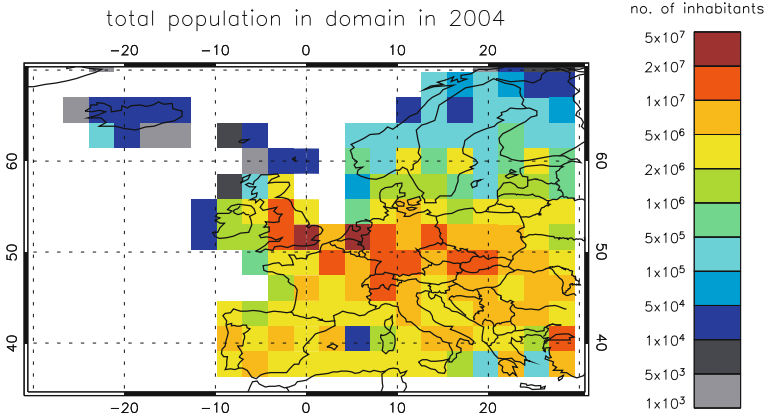 total population in domain in 2004
no. of inhabitants
−20 −10 0 10 20
60 60
50 50
40 40
−20 −10 0 10 20
5x10⁷
2x10⁷
1x10⁷
5x10⁶
2x10⁶
1x10⁶
5x10⁵
1x10⁵
5x10⁴
1x10⁴
5x10³
1x10³